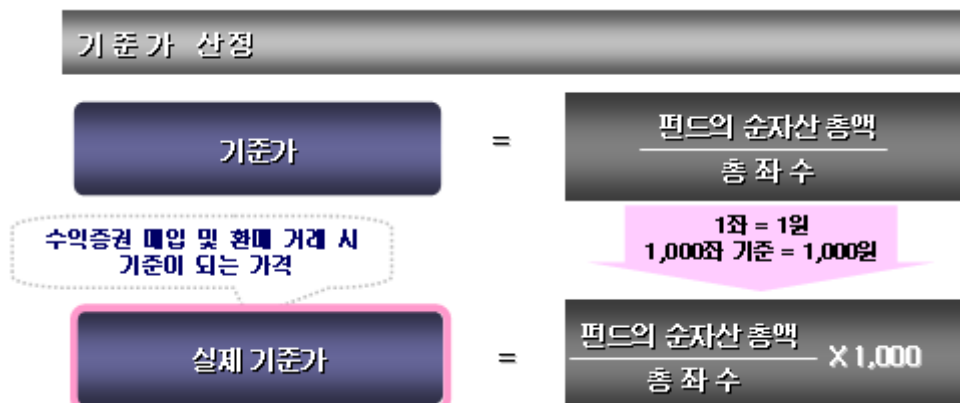 기준가 산정
기준가
=
펀드의 순자산 총액
총 좌 수
수익증권 매입 및 환매 거래 시
기준이 되는 가격
1좌 = 1원
1,000좌 기준 = 1,000원
실제 기준가
=
펀드의 순자산 총액
총 좌 수
X 1,000